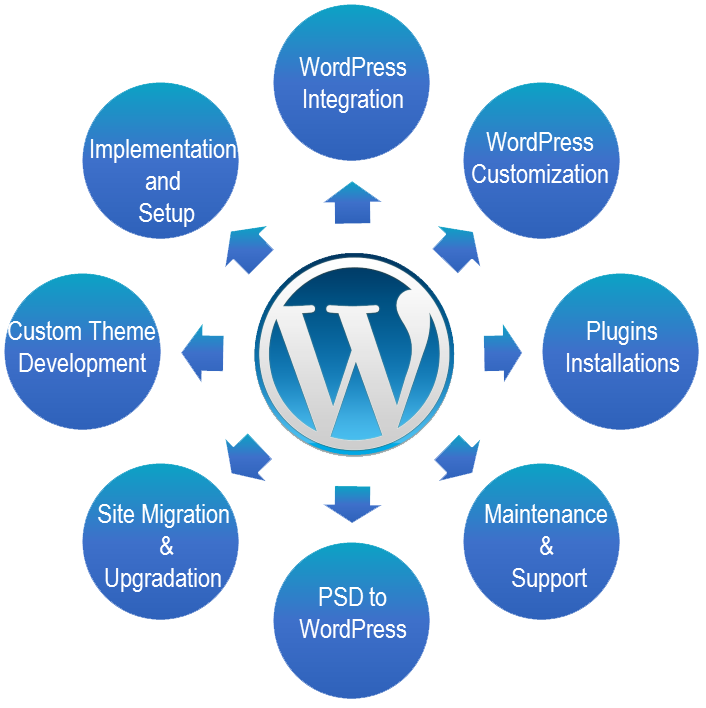 WordPress
Integration
WordPress
Customization
Plugins
Installations
Maintenance
&
Support
PSD to
WordPress
Site Migration
&
Upgradation
Custom Theme
Development
Implementation
and
Setup
W